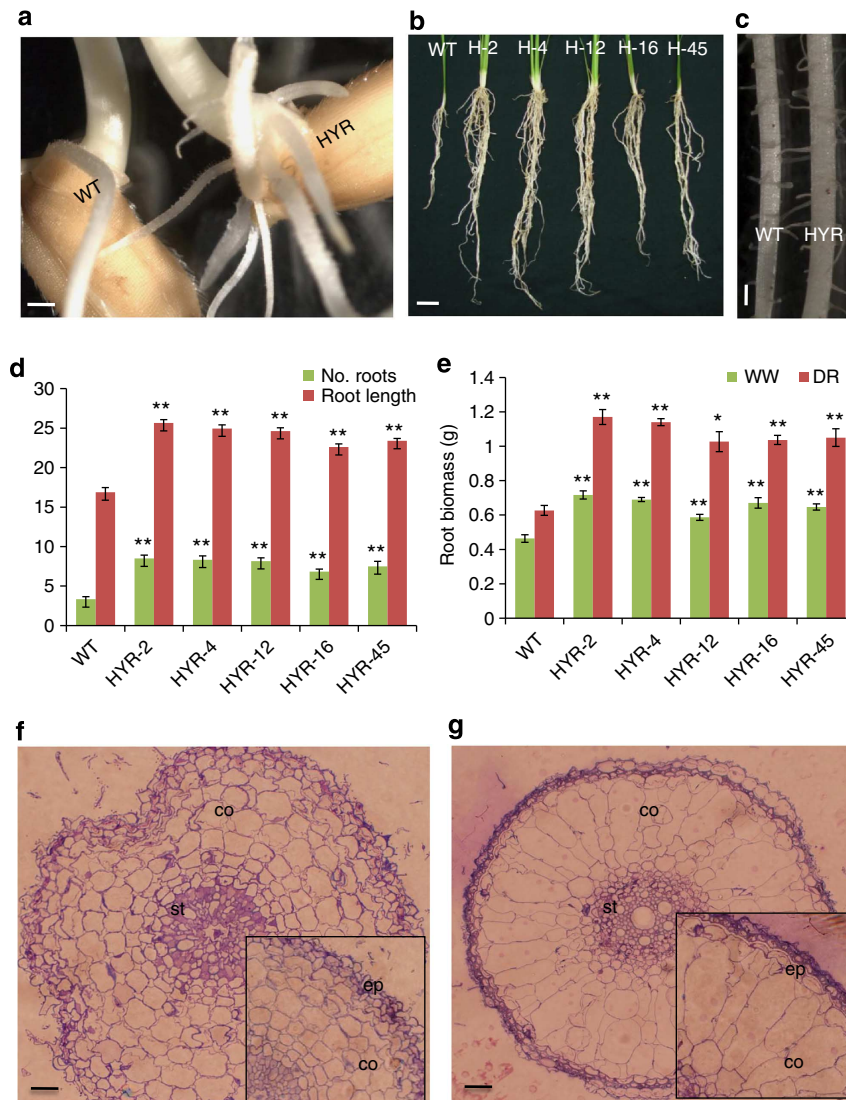 a
WT
HYR
b
WT H-2 H-4 H-12 H-16 H-45
c
WT HYR
d
No. roots
Root length
30
25
20
15
10
5
0
** ** ** ** **
** ** ** ** **
WT HYR-2 HYR-4 HYR-12 HYR-16 HYR-45
e
WW DR
Root biomass (g)
1.4
1.2
1
0.8
0.6
0.4
0.2
0
** ** * ** **
** ** ** ** **
WT HYR-2 HYR-4 HYR-12 HYR-16 HYR-45
f
co
st
ep
co
g
co
st
ep
co